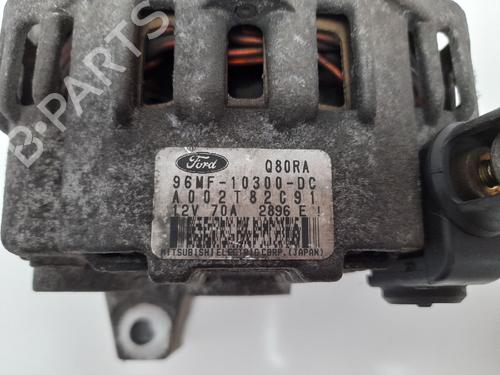 B-PARTS
Ford Q80RA
96MF-10300-DC
A002T82C91
12V 70A 2896 E !
MITSUBISHI ELECTRIC CORP. (JAPAN)